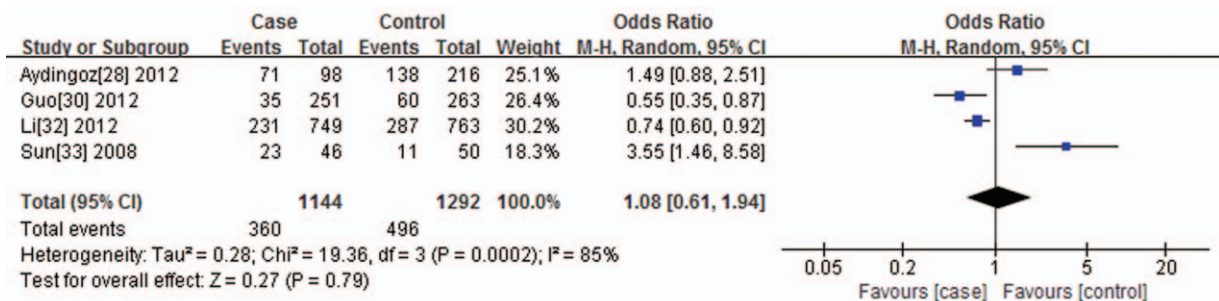 Case Control Odds Ratio Odds Ratio
Study or Subgroup Events Total Events Total Weight M-H, Random, 95% CI M-H, Random, 95% CI
Aydingoz[28] 2012 71 98 138 216 25.1% 1.49 [0.88, 2.51]
Guo[30] 2012 35 251 60 263 26.4% 0.55 [0.35, 0.87]
Li[32] 2012 231 749 287 763 30.2% 0.74 [0.60, 0.92]
Sun[33] 2008 23 46 11 50 18.3% 3.55 [1.46, 8.58]
Total (95% CI) 1144 1292 100.0% 1.08 [0.61, 1.94]
Total events 360 496
Heterogeneity: Tau² = 0.28; Chi² = 19.36, df = 3 (P = 0.0002); I² = 85%
Test for overall effect: Z = 0.27 (P = 0.79)
0.05 0.2 1 5 20
Favours [case] Favours [control]